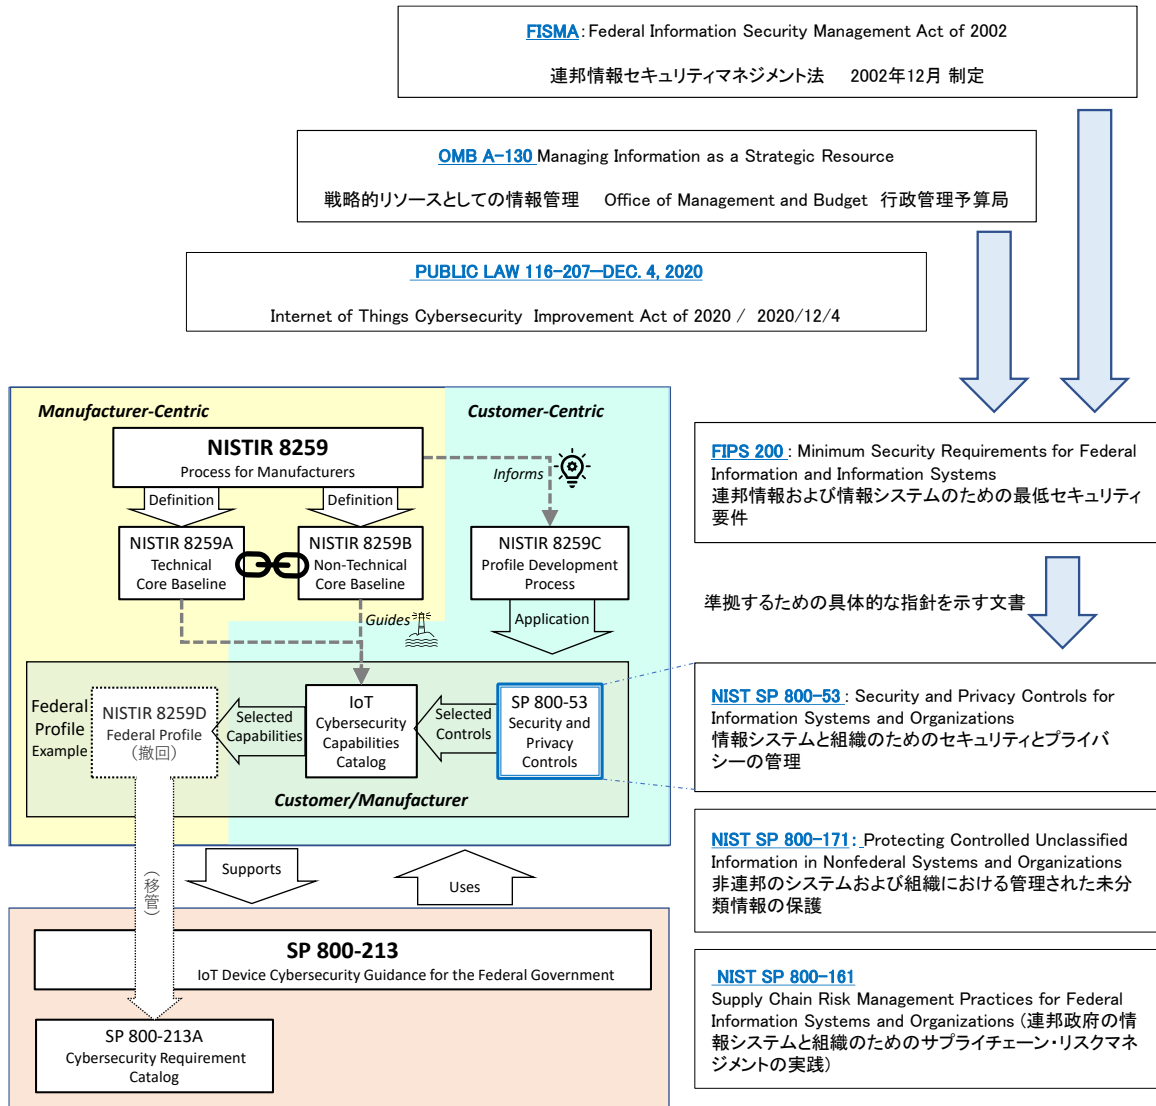 FISMA: Federal Information Security Management Act of 2002
連邦情報セキュリティマネジメント法 2002年12月 制定
OMB A-130 Managing Information as a Strategic Resource
戦略的リソースとしての情報管理 Office of Management and Budget 行政管理予算局
PUBLIC LAW 116-207—DEC. 4, 2020
Internet of Things Cybersecurity Improvement Act of 2020 / 2020/12/4
Manufacturer-Centric
Customer-Centric
NISTIR 8259
Process for Manufacturers
Informs
Definition
Definition
NISTIR 8259A
Technical
Core Baseline
NISTIR 8259B
Non-Technical
Core Baseline
NISTIR 8259C
Profile Development
Process
Guides
Application
Federal
Profile
Example
NISTIR 8259D
Federal Profile
(撤回)
Selected
Capabilities
IoT
Cybersecurity
Capabilities
Catalog
Selected
Controls
SP 800-53
Security and
Privacy
Controls
Customer/Manufacturer
(移管)
Supports
Uses
SP 800-213
IoT Device Cybersecurity Guidance for the Federal Government
SP 800-213A
Cybersecurity Requirement
Catalog
FIPS 200 : Minimum Security Requirements for Federal
Information and Information Systems
連邦情報および情報システムのための最低セキュリティ
要件
準拠するための具体的な指針を示す文書
NIST SP 800-53 : Security and Privacy Controls for
Information Systems and Organizations
情報システムと組織のためのセキュリティとプライバ
シーの管理
NIST SP 800-171: Protecting Controlled Unclassified
Information in Nonfederal Systems and Organizations
非連邦のシステムおよび組織における管理された未分
類情報の保護
NIST SP 800-161
Supply Chain Risk Management Practices for Federal
Information Systems and Organizations (連邦政府の情
報システムと組織のためのサプライチェーン・リスクマネ
ジメントの実践)